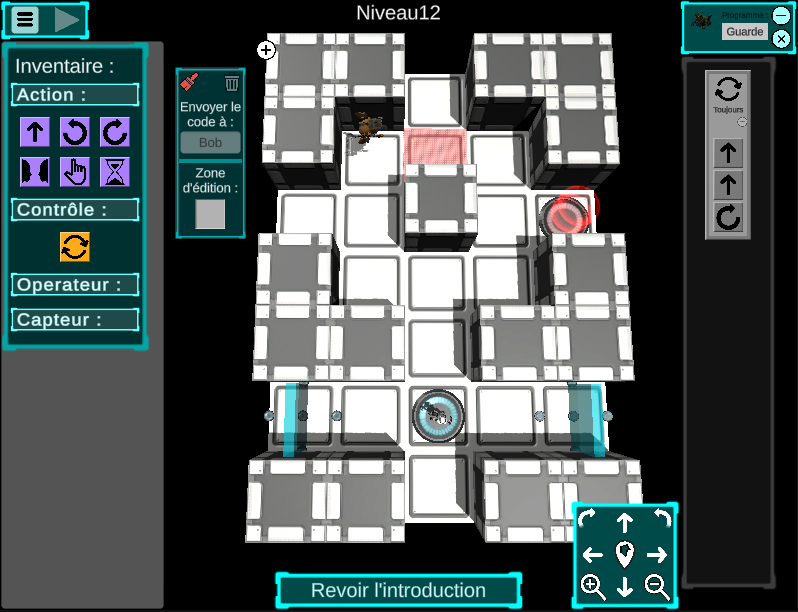 Niveau12
Inventaire :
Action :
Contrôle :
Operateur :
Capteur :
Envoyer le
code à :
Bob
Zone
d'édition :
Programme :
Guarde
Toujours
Revoir l'introduction